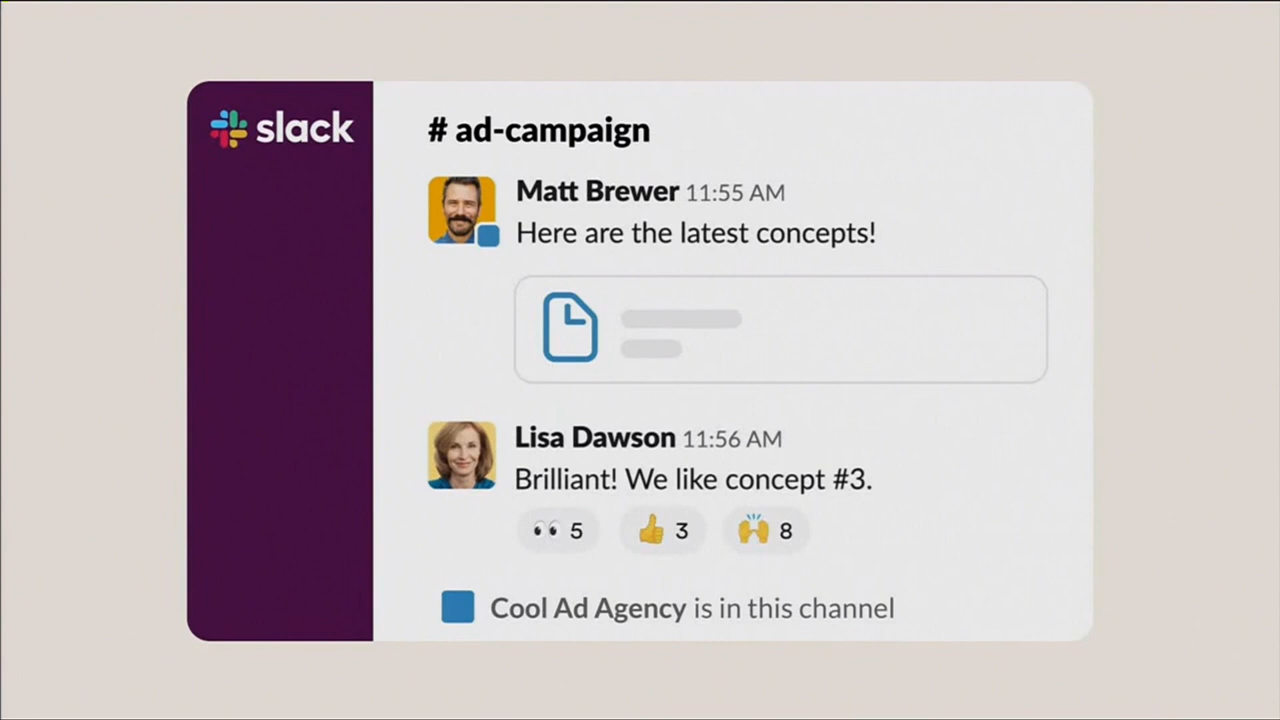 slack
# ad-campaign
Matt Brewer 11:55 AM
Here are the latest concepts!
Lisa Dawson 11:56 AM
Brilliant! We like concept #3.
👀 5 👍 3 🙌 8
Cool Ad Agency is in this channel